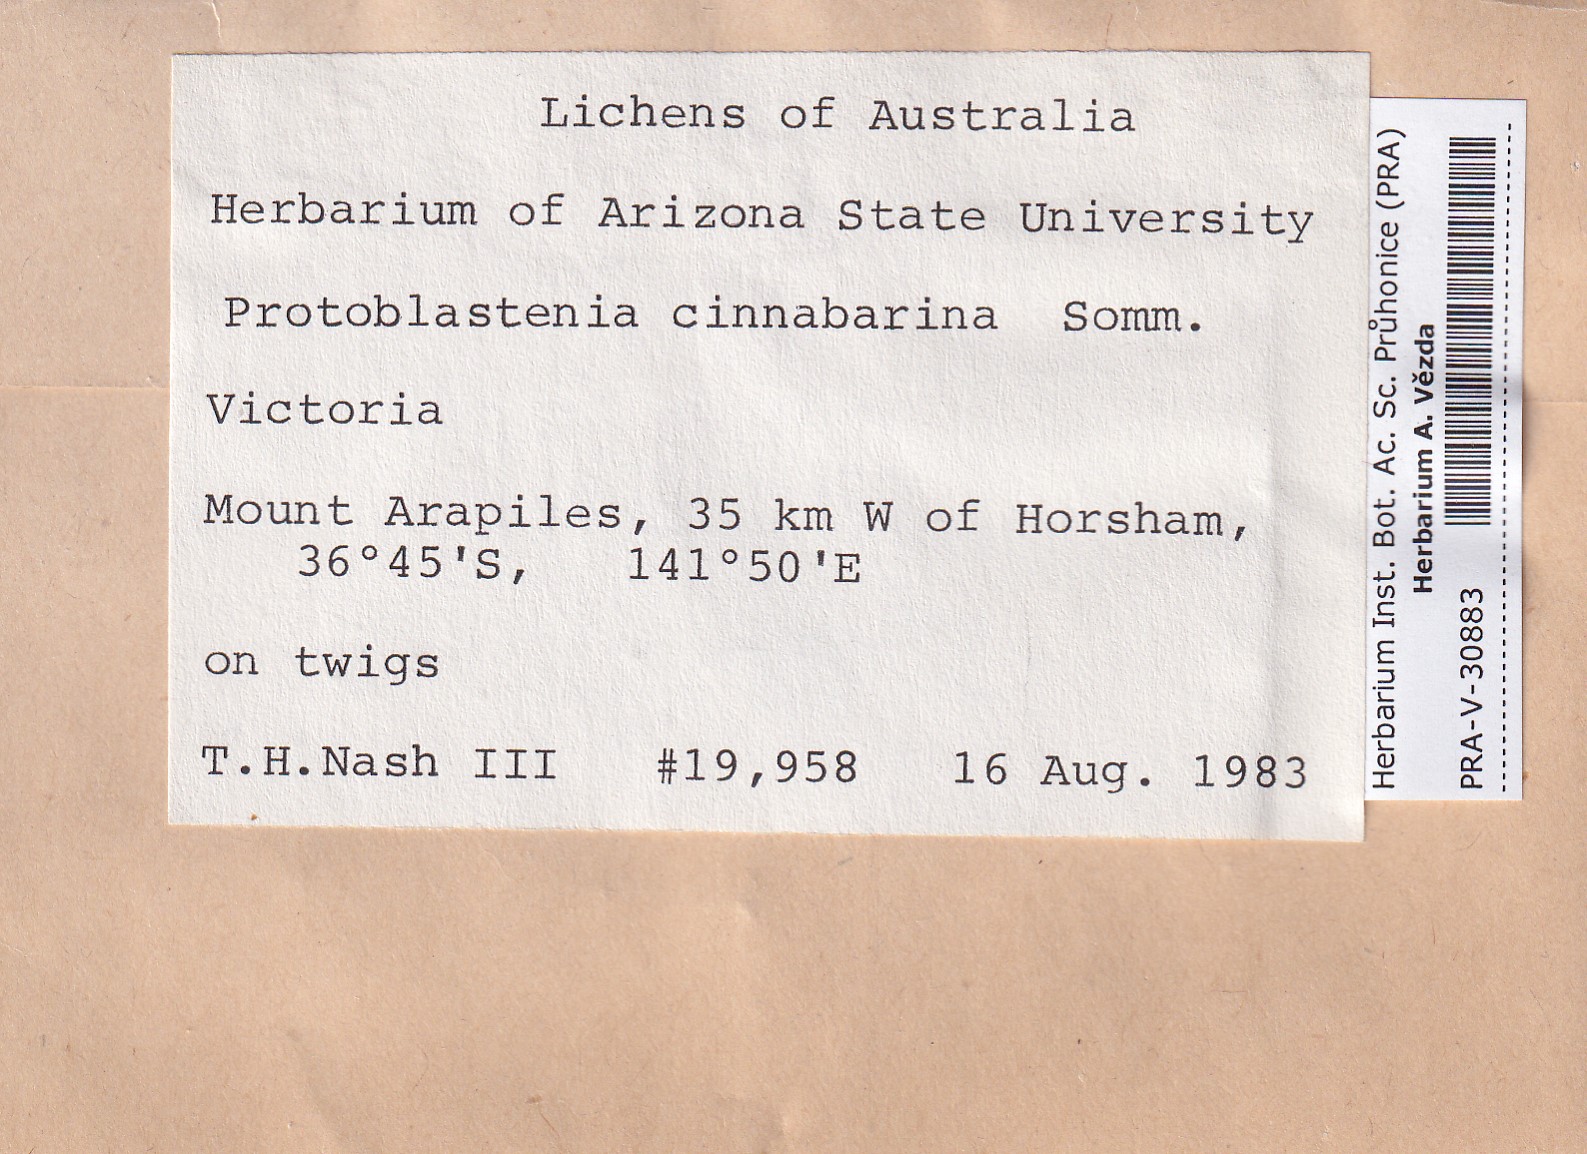 Lichens of Australia
Herbarium of Arizona State University
Protoblastenia cinnabarina Somm.
Victoria
Mount Arapiles, 35 km W of Horsham,
36°45'S, 141°50'E
on twigs
T.H.Nash III #19,958 16 Aug. 1983
Herbarium Inst. Bot. Ac. Sc. Průhonice (PRA)
Herbarium A. Vězda
PRA-V-30883